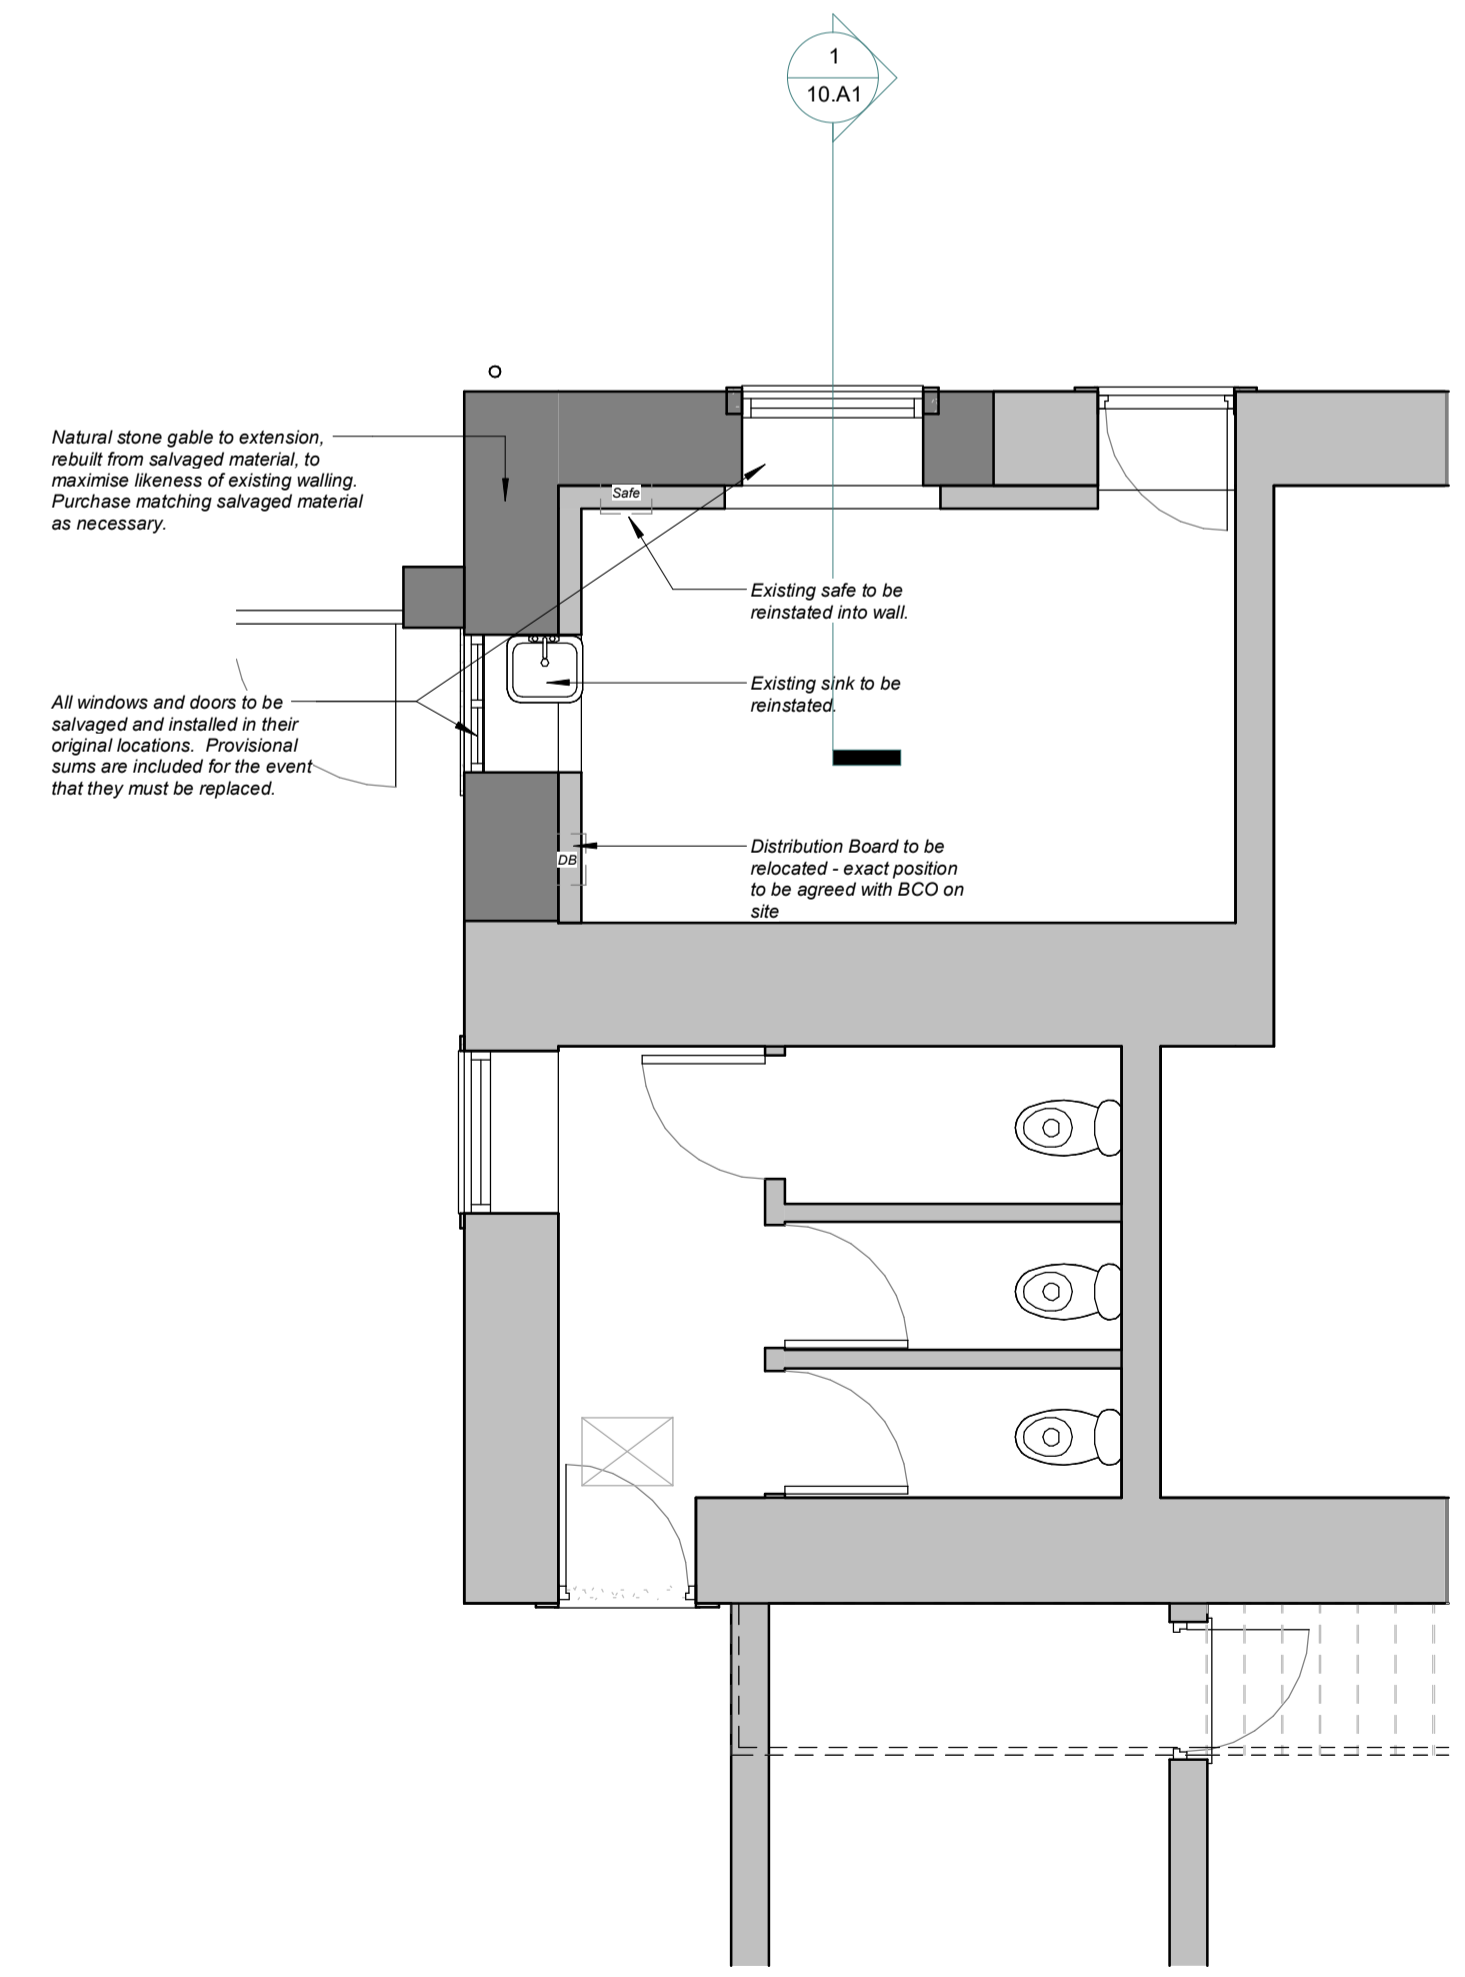 1
10.A1
Natural stone gable to extension,
rebuilt from salvaged material, to
maximise likeness of existing walling.
Purchase matching salvaged material
as necessary.
Safe
Existing safe to be
reinstated into wall.
Existing sink to be
reinstated.
All windows and doors to be
salvaged and installed in their
original locations.  Provisional
sums are included for the event
that they must be replaced.
DB
Distribution Board to be
relocated - exact position
to be agreed with BCO on
site